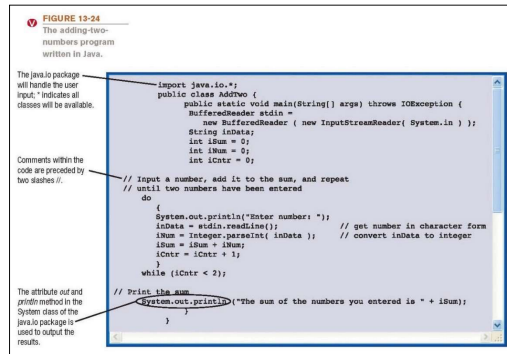 FIGURE 13-24
The adding-two-
numbers program
written in Java.
The java.io package
will handle the user
input; * indicates all
classes will be available.
import java.io.*;
public class AddTwo {
public static void main(String[] args) throws IOException {
BufferedReader stdin =
new BufferedReader ( new InputStreamReader( System.in ) );
String inData;
int iSum = 0;
int iNum = 0;
int iCntr = 0;
Comments within the
code are preceded by
two slashes //.
// Input a number, add it to the sum, and repeat
// until two numbers have been entered
do
{
System.out.println("Enter number: ");
inData = stdin.readLine(); // get number in character form
iNum = Integer.parseInt( inData ); // convert inData to integer
iSum = iSum + iNum;
iCntr = iCntr + 1;
}
while (iCntr < 2);
The attribute out and
println method in the
System class of the
java.io package is
used to output the
results.
// Print the sum
System.out.println("The sum of the numbers you entered is " + iSum);
}
}